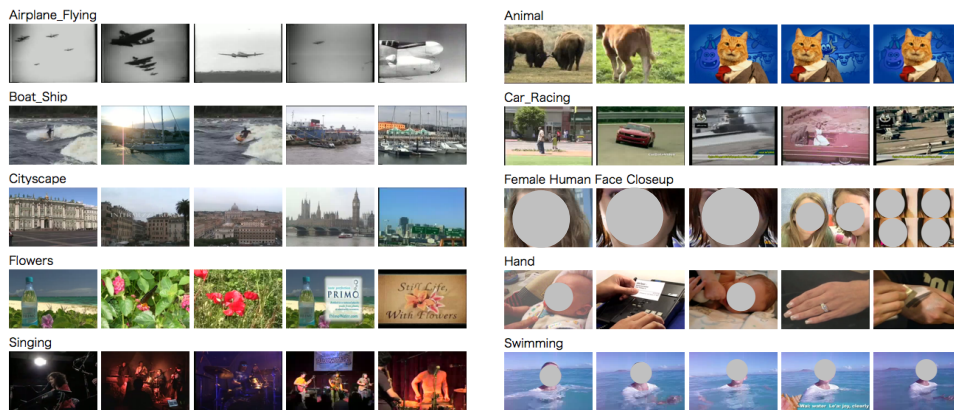 Airplane_Flying
Boat_Ship
Cityscape
Flowers
PRIMO
Still Life,
With Flowers
Singing
Animal
Car_Racing
Female Human Face Closeup
Hand
Swimming